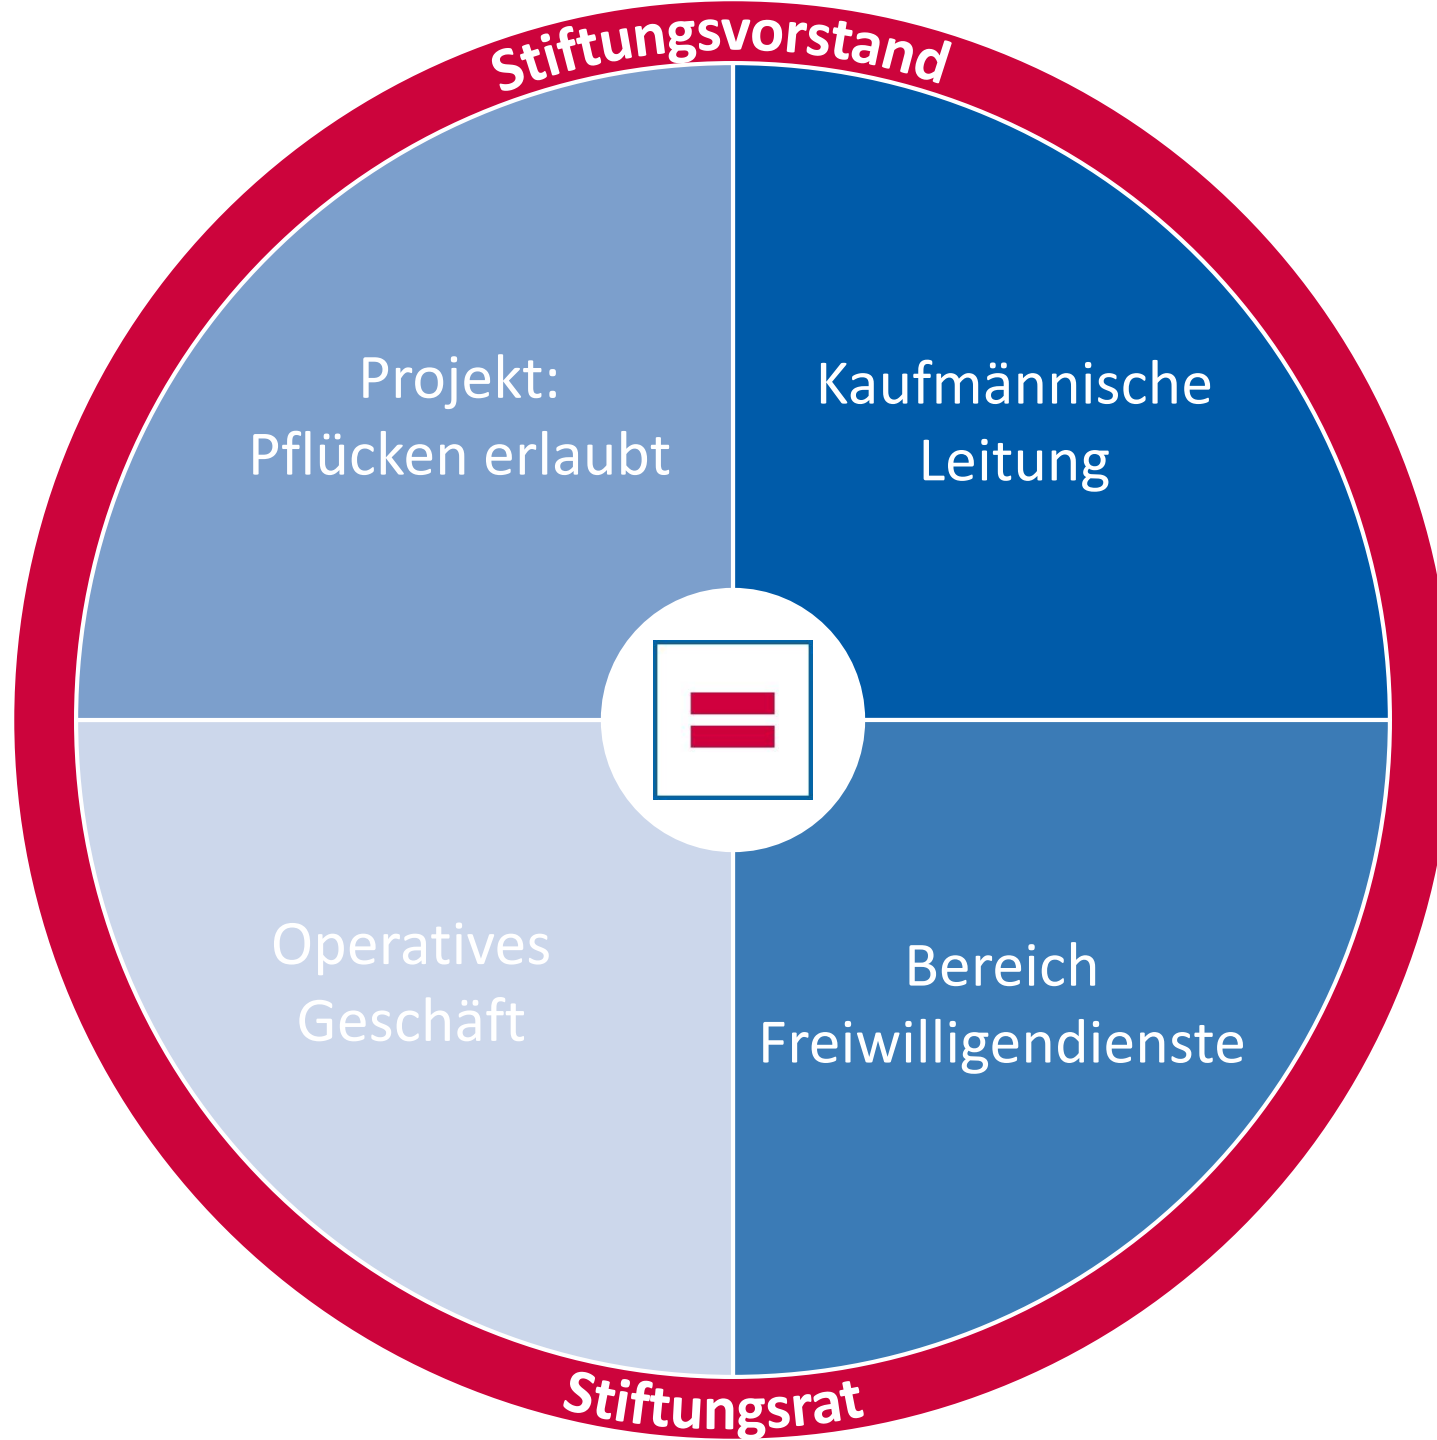 Stiftungsvorstand
Projekt:
Pflücken erlaubt
Kaufmännische
Leitung
Operatives
Geschäft
Bereich
Freiwilligendienste
Stiftungsrat